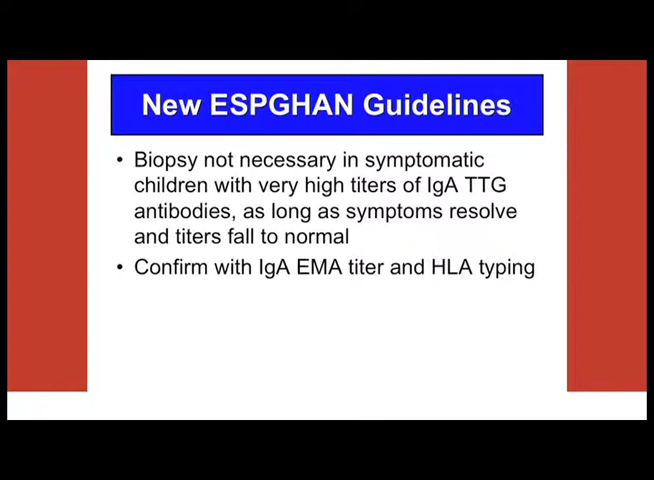 New ESPGHAN Guidelines
• Biopsy not necessary in symptomatic
children with very high titers of IgA TTG
antibodies, as long as symptoms resolve
and titers fall to normal
• Confirm with IgA EMA titer and HLA typing